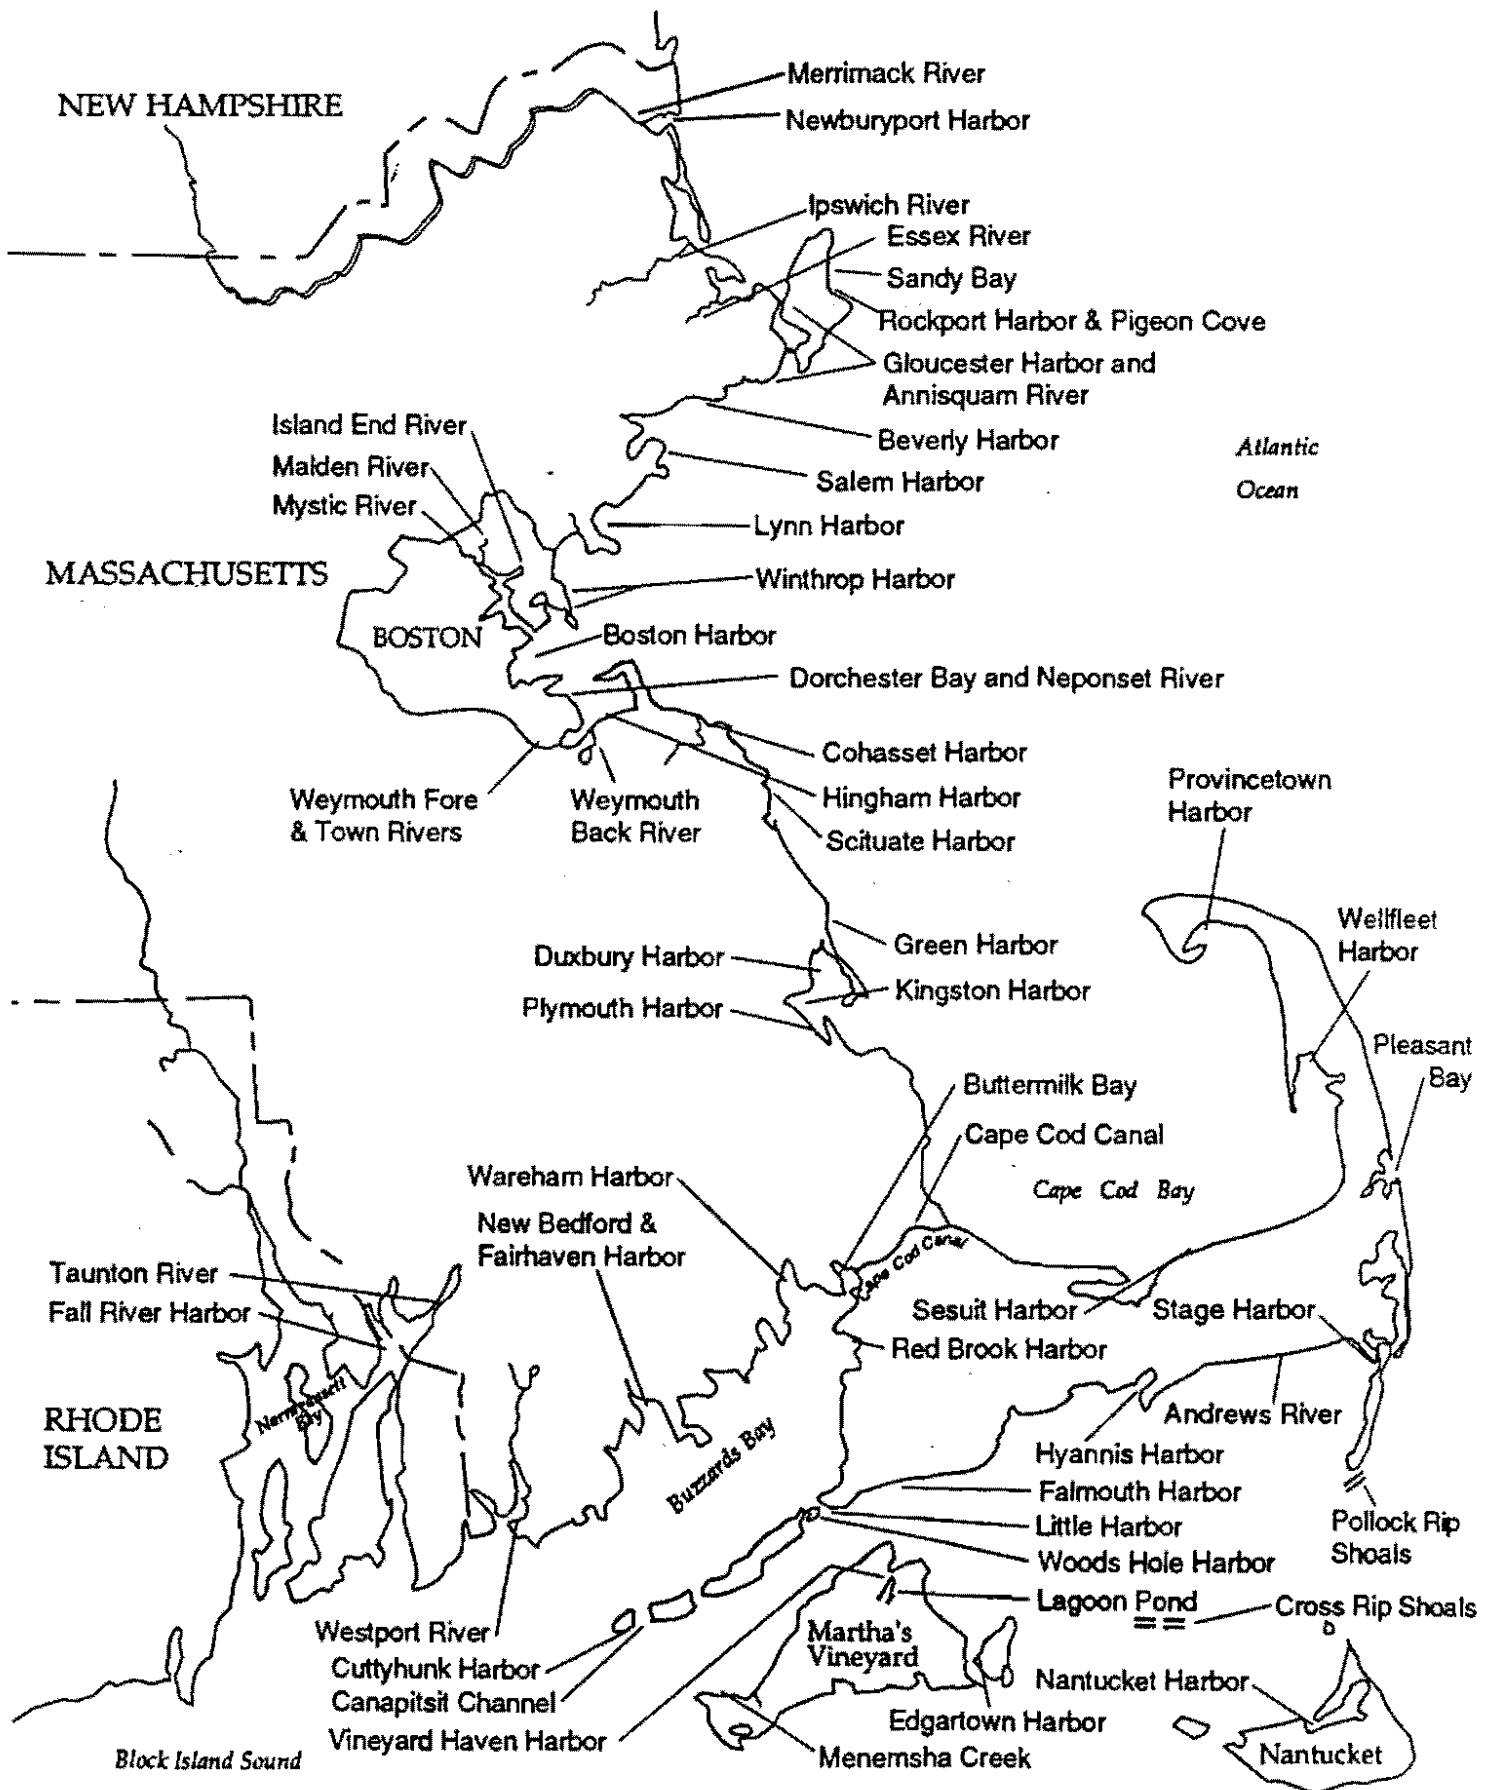 Merrimack River
NEW HAMPSHIRE
Newburyport Harbor
Ipswich River
Essex River
Sandy Bay
Rockport Harbor & Pigeon Cove
Gloucester Harbor and
Annisquam River
Island End River
Beverly Harbor
Atlantic
Ocean
Malden River
Salem Harbor
Mystic River
Lynn Harbor
MASSACHUSETTS
Winthrop Harbor
BOSTON
Boston Harbor
Dorchester Bay and Neponset River
Cohasset Harbor
Weymouth Fore
& Town Rivers
Weymouth
Back River
Hingham Harbor
Scituate Harbor
Provincetown
Harbor
Wellfleet
Harbor
Green Harbor
Duxbury Harbor
Kingston Harbor
Plymouth Harbor
Pleasant
Bay
Buttermilk Bay
Cape Cod Canal
Wareham Harbor
Cape Cod Bay
New Bedford &
Fairhaven Harbor
Cape Cod Canal
Taunton River
Fall River Harbor
Sesuit Harbor
Stage Harbor
Red Brook Harbor
Narragansett
Bay
RHODE
ISLAND
Andrews River
Buzzards Bay
Hyannis Harbor
Falmouth Harbor
Little Harbor
Pollock Rip
Shoals
Woods Hole Harbor
Lagoon Pond
Cross Rip Shoals
Westport River
Martha's
Vineyard
Cuttyhunk Harbor
Nantucket Harbor
Canapitsit Channel
Edgartown Harbor
Vineyard Haven Harbor
Menemsha Creek
Nantucket
Block Island Sound